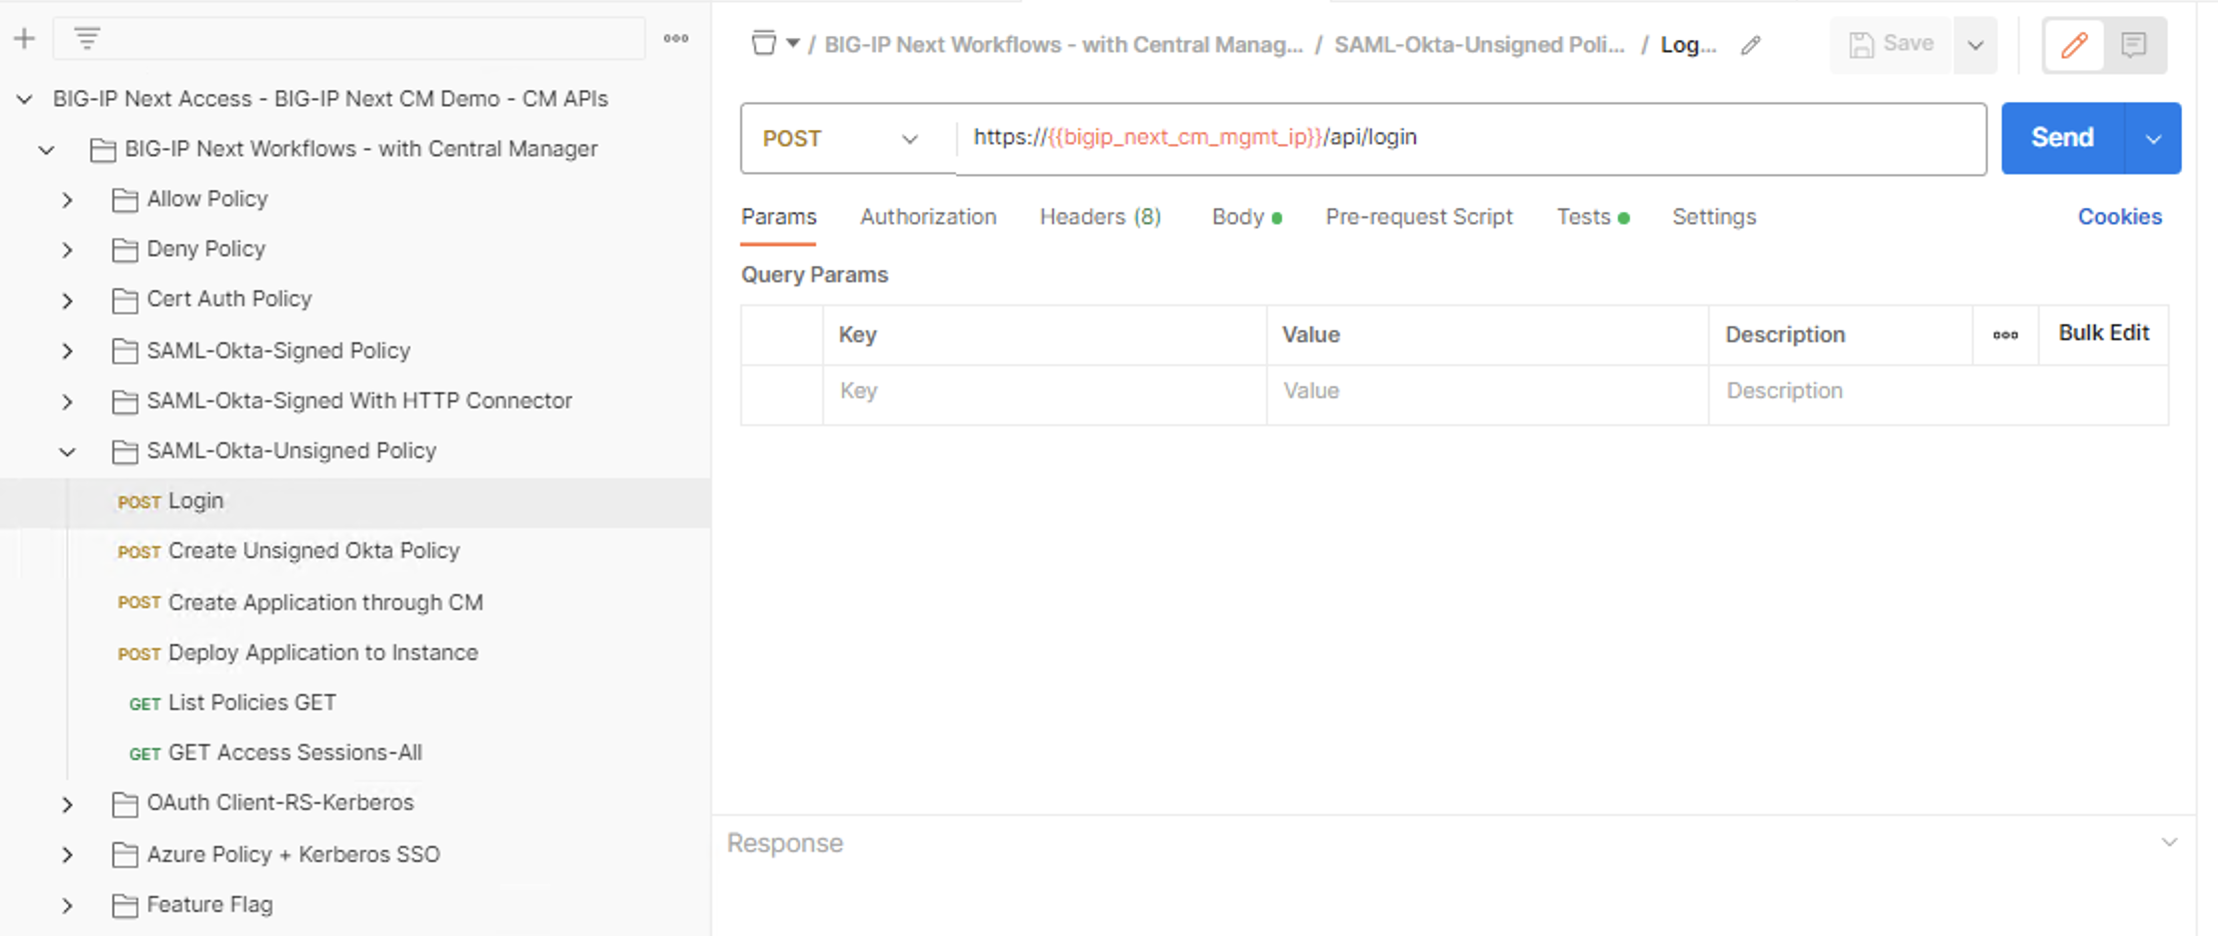 BIG-IP Next Access - BIG-IP Next CM Demo - CM APIs
BIG-IP Next Workflows - with Central Manager
Allow Policy
Deny Policy
Cert Auth Policy
SAML-Okta-Signed Policy
SAML-Okta-Signed With HTTP Connector
SAML-Okta-Unsigned Policy
POST Login
POST Create Unsigned Okta Policy
POST Create Application through CM
POST Deploy Application to Instance
GET List Policies GET
GET GET Access Sessions-All
OAuth Client-RS-Kerberos
Azure Policy + Kerberos SSO
Feature Flag
/ BIG-IP Next Workflows - with Central Manag... / SAML-Okta-Unsigned Poli... / Log... Save
POST https://{{bigip_next_cm_mgmt_ip}}/api/login Send
Params Authorization Headers (8) Body Pre-request Script Tests Settings Cookies
Query Params
Key Value Description Bulk Edit
Key Value Description
Response